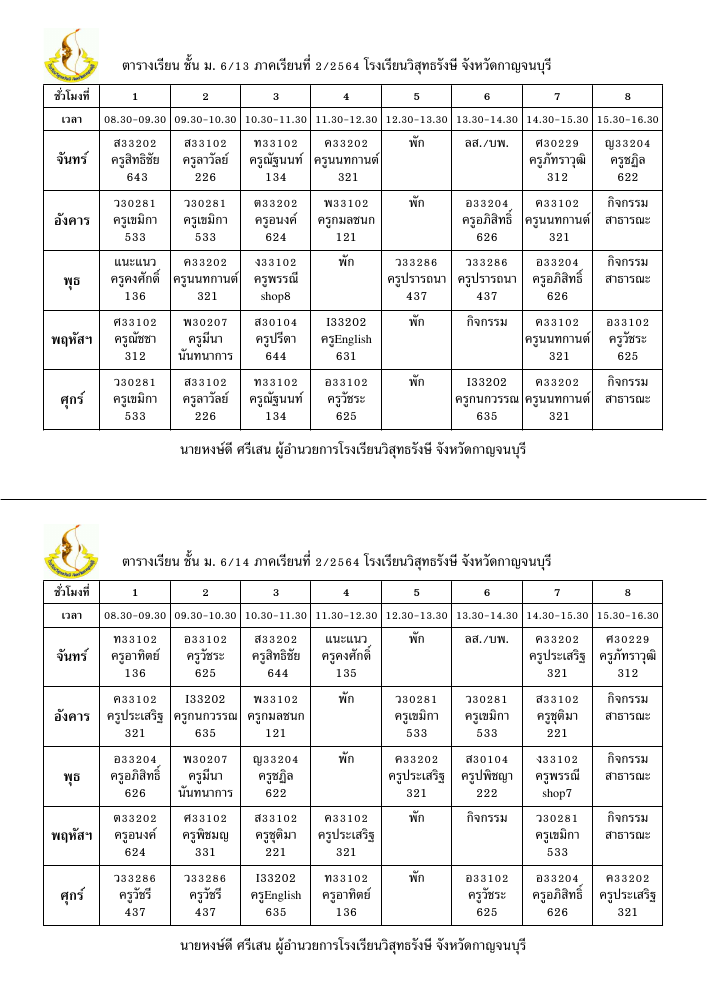 ตารางเรียน ชั้น ม. 6/13 ภาคเรียนที่ 2/2564 โรงเรียนวิสุทธรังษี จังหวัดกาญจนบุรี
ชั่วโมงที่ 1 2 3 4 5 6 7 8
เวลา 08.30-09.30 09.30-10.30 10.30-11.30 11.30-12.30 12.30-13.30 13.30-14.30 14.30-15.30 15.30-16.30
ส33202 ส33102 ท33102 ค33202 พัก ลส./บพ. ศ30229 ญ33204
จันทร์ ครูสิทธิชัย ครูลาวัลย์ ครูณัฐนนท์ ครูนนทกานต์ ครูภัทราวุฒิ ครูชฎิล
643 226 134 321 312 622
ว30281 ว30281 ต33202 พ33102 พัก อ33204 ค33102 กิจกรรม
อังคาร ครูเขมิกา ครูเขมิกา ครูอนงค์ ครูกมลชนก ครูอภิสิทธิ์ ครูนนทกานต์ สาธารณะ
533 533 624 121 626 321
แนะแนว ค33202 ง33102 พัก ว33286 ว33286 อ33204 กิจกรรม
พุธ ครูคงศักดิ์ ครูนนทกานต์ ครูพรรณี ครูปรารถนา ครูปรารถนา ครูอภิสิทธิ์ สาธารณะ
136 321 shop8 437 437 626
ศ33102 พ30207 ส30104 I33202 พัก กิจกรรม ค33102 อ33102
พฤหัสฯ ครูณัชชา ครูมีนา ครูปรีดา ครูEnglish ครูนนทกานต์ ครูวัชระ
312 นันทนาการ 644 631 321 625
ว30281 ส33102 ท33102 อ33102 พัก I33202 ค33202 กิจกรรม
ศุกร์ ครูเขมิกา ครูลาวัลย์ ครูณัฐนนท์ ครูวัชระ ครูกนกวรรณ ครูนนทกานต์ สาธารณะ
533 226 134 625 635 321
นายหงษ์ดี ศรีเสน ผู้อำนวยการโรงเรียนวิสุทธรังษี จังหวัดกาญจนบุรี
ตารางเรียน ชั้น ม. 6/14 ภาคเรียนที่ 2/2564 โรงเรียนวิสุทธรังษี จังหวัดกาญจนบุรี
ชั่วโมงที่ 1 2 3 4 5 6 7 8
เวลา 08.30-09.30 09.30-10.30 10.30-11.30 11.30-12.30 12.30-13.30 13.30-14.30 14.30-15.30 15.30-16.30
ท33102 อ33102 ส33202 แนะแนว พัก ลส./บพ. ค33202 ศ30229
จันทร์ ครูอาทิตย์ ครูวัชระ ครูสิทธิชัย ครูคงศักดิ์ ครูประเสริฐ ครูภัทราวุฒิ
136 625 644 135 321 312
ค33102 I33202 พ33102 พัก ว30281 ว30281 ส33102 กิจกรรม
อังคาร ครูประเสริฐ ครูกนกวรรณ ครูกมลชนก ครูเขมิกา ครูเขมิกา ครูชุติมา สาธารณะ
321 635 121 533 533 221
อ33204 พ30207 ญ33204 พัก ค33202 ส30104 ง33102 กิจกรรม
พุธ ครูอภิสิทธิ์ ครูมีนา ครูชฎิล ครูประเสริฐ ครูปพิชญา ครูพรรณี สาธารณะ
626 นันทนาการ 622 321 222 shop7
ต33202 ศ33102 ส33102 ค33102 พัก กิจกรรม ว30281 กิจกรรม
พฤหัสฯ ครูอนงค์ ครูพิชมญ ครูชุติมา ครูประเสริฐ ครูเขมิกา สาธารณะ
624 331 221 321 533
ว33286 ว33286 I33202 ท33102 พัก อ33102 อ33204 ค33202
ศุกร์ ครูวัชรี ครูวัชรี ครูEnglish ครูอาทิตย์ ครูวัชระ ครูอภิสิทธิ์ ครูประเสริฐ
437 437 635 136 625 626 321
นายหงษ์ดี ศรีเสน ผู้อำนวยการโรงเรียนวิสุทธรังษี จังหวัดกาญจนบุรี